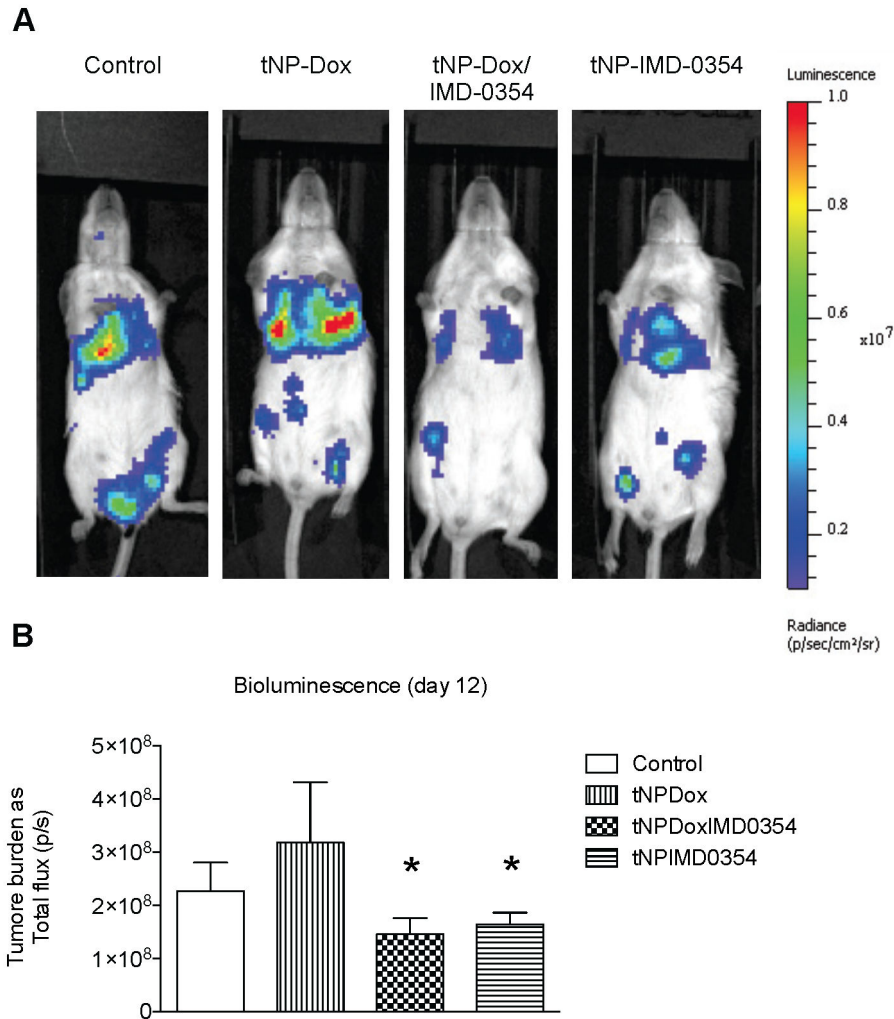 A
Control
tNP-Dox
tNP-Dox/
IMD-0354
tNP-IMD-0354
Luminescence
1.0
0.8
0.6
x10⁷
0.4
0.2
Radiance
(p/sec/cm²/sr)
B
Bioluminescence (day 12)
Tumore burden as
Total flux (p/s)
5×10⁸
4×10⁸
3×10⁸
2×10⁸
1×10⁸
0
*
*
Control
tNPDox
tNPDoxIMD0354
tNPIMD0354